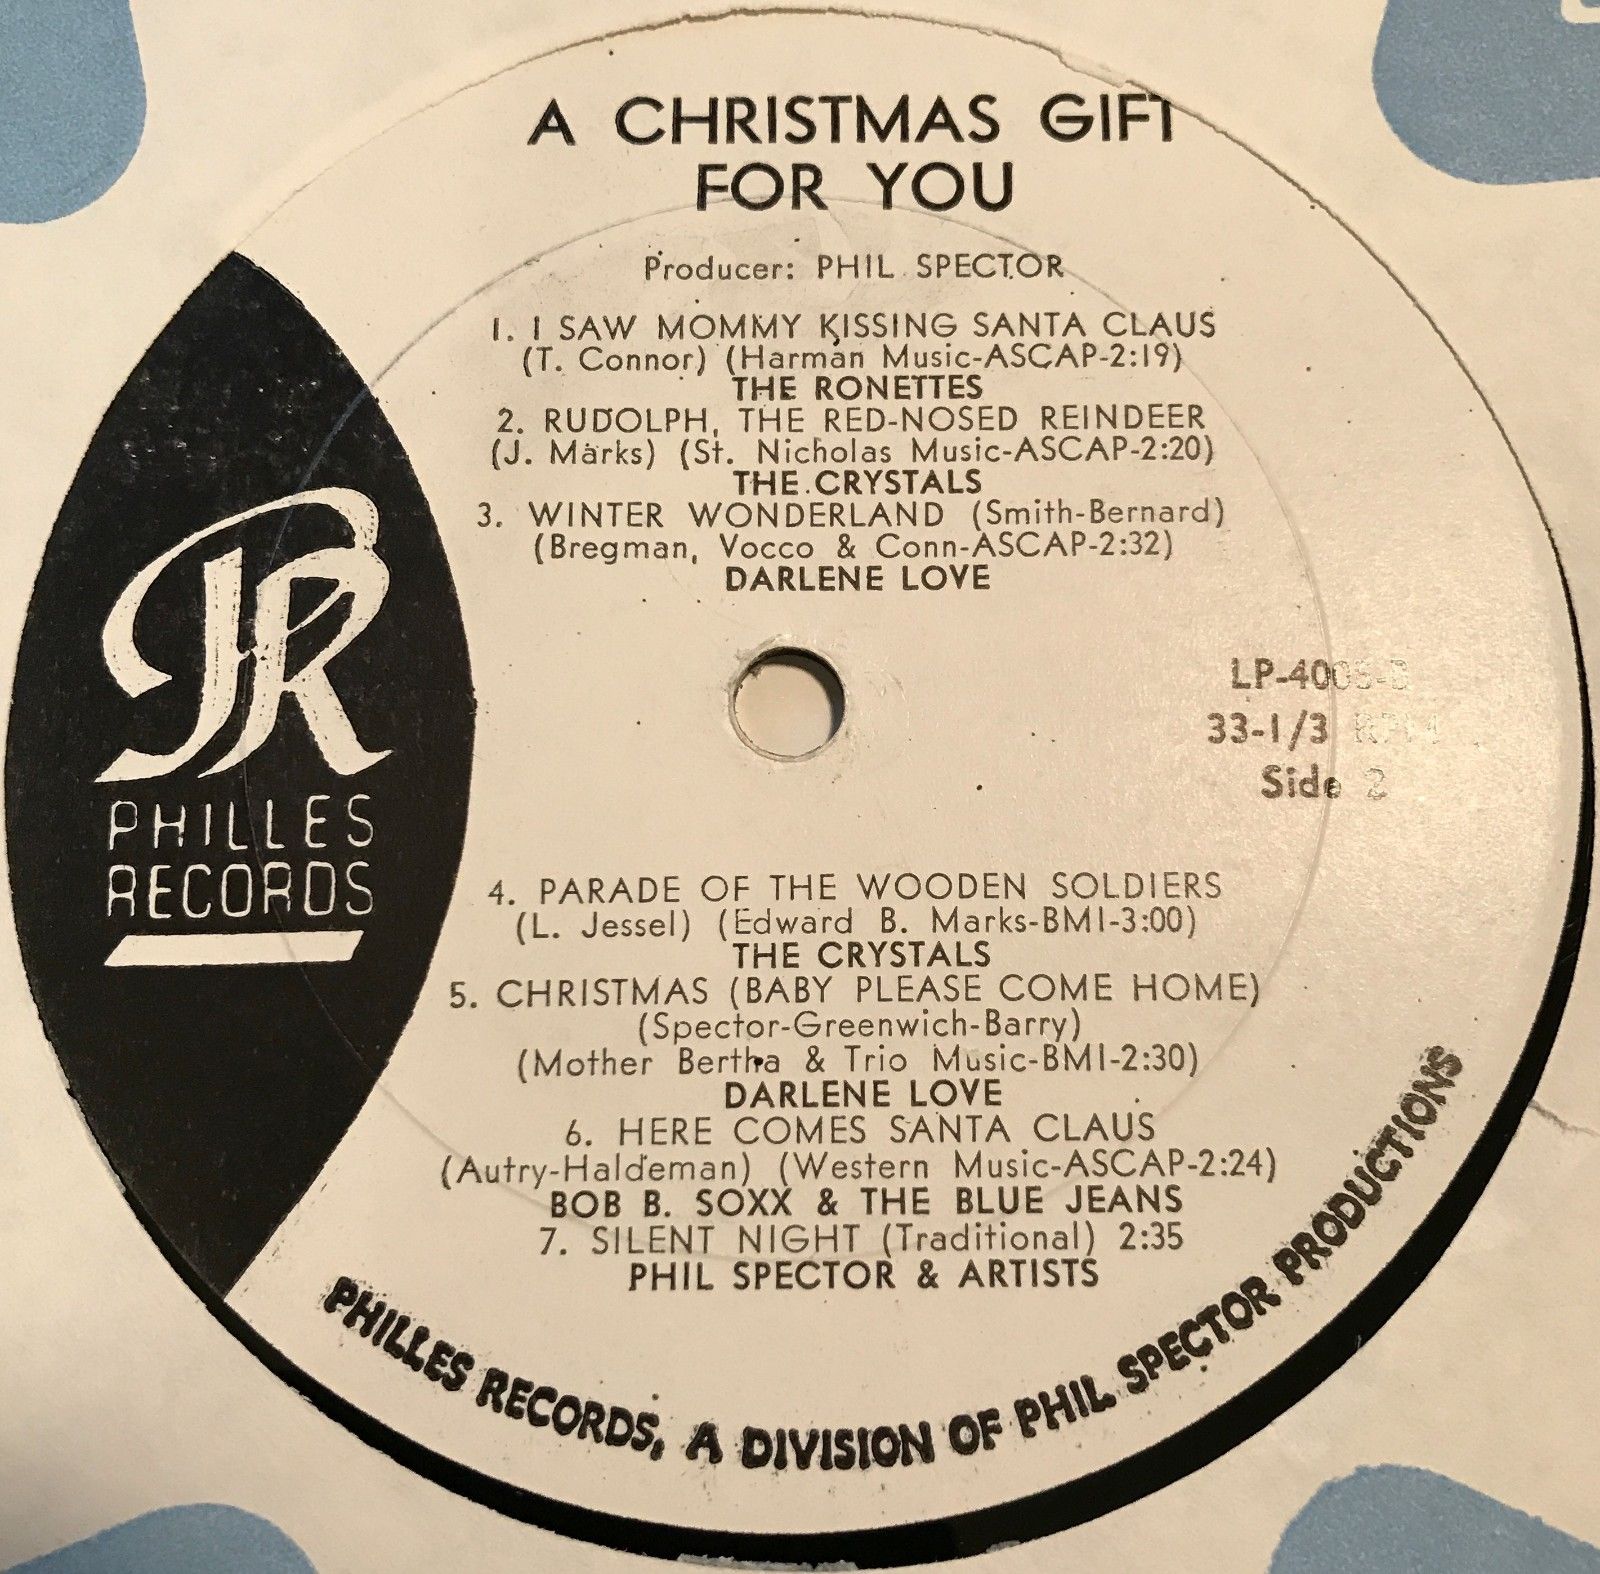 A CHRISTMAS GIFT
FOR YOU
Producer: PHIL SPECTOR
1. I SAW MOMMY KISSING SANTA CLAUS
(T. Connor) (Harman Music-ASCAP-2:19)
THE RONETTES
2. RUDOLPH, THE RED-NOSED REINDEER
(J. Marks) (St. Nicholas Music-ASCAP-2:20)
THE CRYSTALS
3. WINTER WONDERLAND (Smith-Bernard)
(Bregman, Vocco & Conn-ASCAP-2:32)
DARLENE LOVE
PR
PHILLES
RECORDS
33-1/3
Side 2
4. PARADE OF THE WOODEN SOLDIERS
(L. Jessel) (Edward B. Marks-BMI-3:00)
THE CRYSTALS
5. CHRISTMAS (BABY PLEASE COME HOME)
(Spector-Greenwich-Barry)
(Mother Bertha & Trio Music-BMI-2:30)
DARLENE LOVE
6. HERE COMES SANTA CLAUS
(Autry-Haldeman) (Western Music-ASCAP-2:24)
BOB B. SOXX & THE BLUE JEANS
7. SILENT NIGHT (Traditional) 2:35
PHIL SPECTOR & ARTISTS
PHILLES RECORDS, A DIVISION OF PHIL SPECTOR PRODUCTIONS